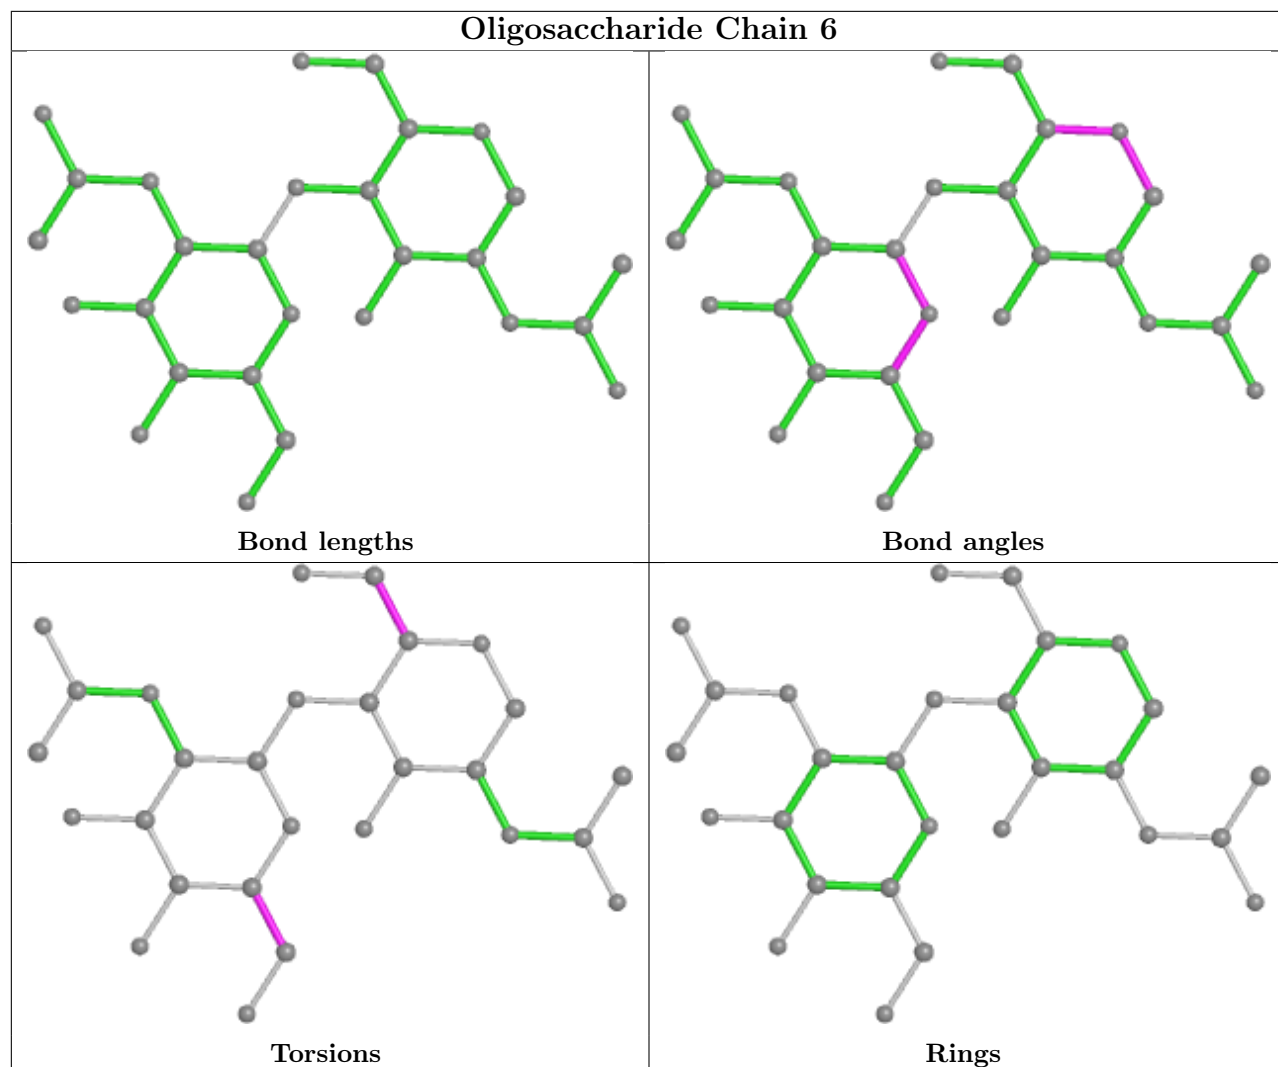 Oligosaccharide Chain 6
Bond lengths
Bond angles
Torsions
Rings